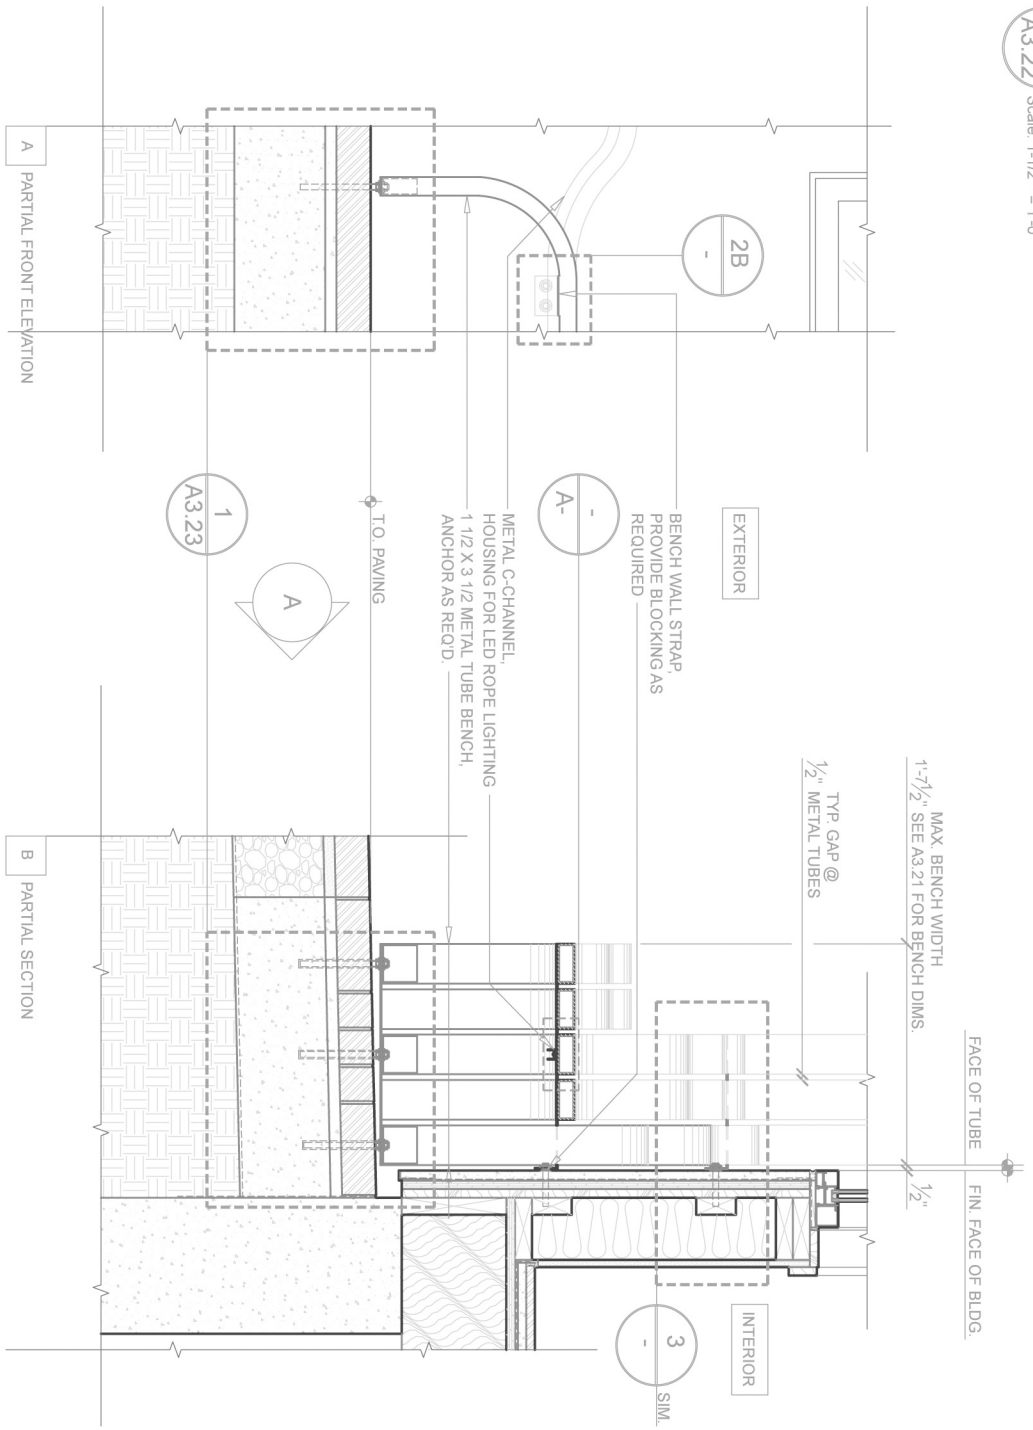 A3.22
Scale: 1-1/2" = 1'-0"
A PARTIAL FRONT ELEVATION
2B
-
1
A3.23
T.O. PAVING
A
-
A-
EXTERIOR
BENCH WALL STRAP,
PROVIDE BLOCKING AS
REQUIRED
METAL C-CHANNEL,
HOUSING FOR LED ROPE LIGHTING
1 1/2 X 3 1/2 METAL TUBE BENCH,
ANCHOR AS REQ'D.
MAX. BENCH WIDTH
1'-7½" SEE A3.21 FOR BENCH DIMS.
TYP. GAP @
½" METAL TUBES
FACE OF TUBE
FIN. FACE OF BLDG.
½"
INTERIOR
3
-
SIM.
B PARTIAL SECTION